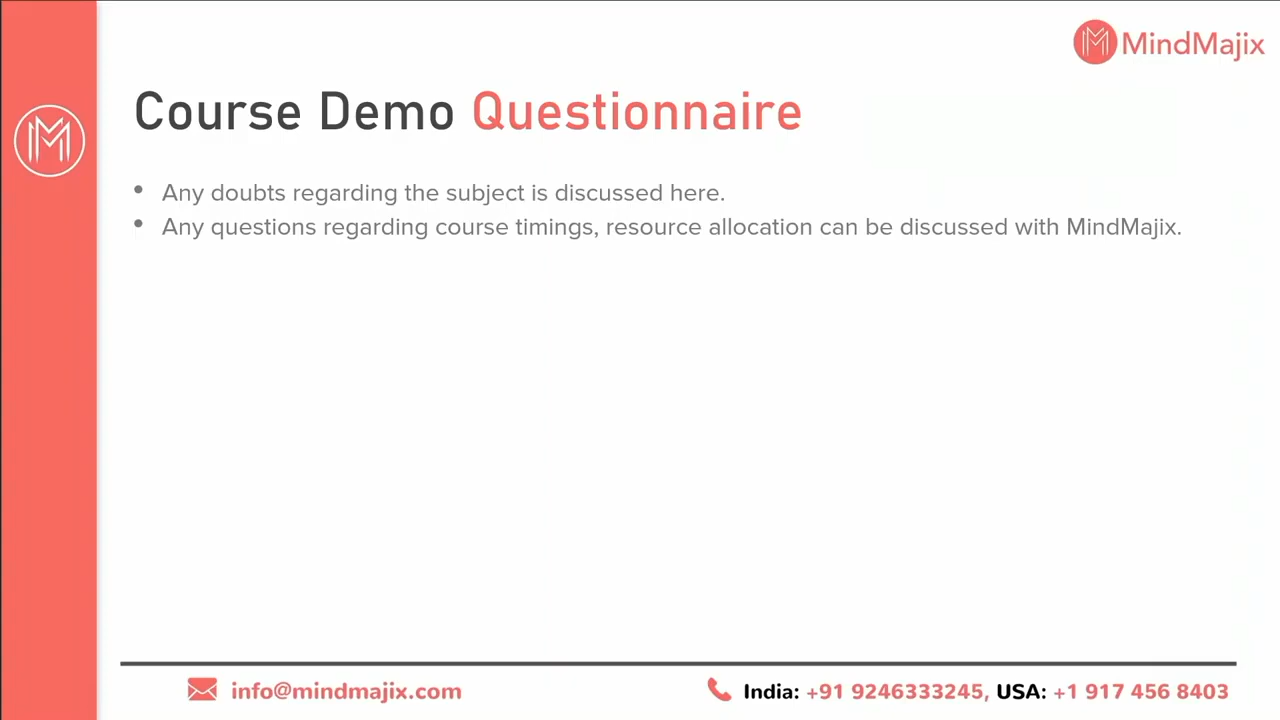 MindMajix
Course Demo Questionnaire
• Any doubts regarding the subject is discussed here.
• Any questions regarding course timings, resource allocation can be discussed with MindMajix.
info@mindmajix.com
India: +91 9246333245, USA: +1 917 456 8403